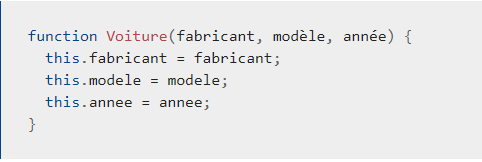 function Voiture(fabricant, modèle, année) {
  this.fabricant = fabricant;
  this.modele = modele;
  this.annee = annee;
}